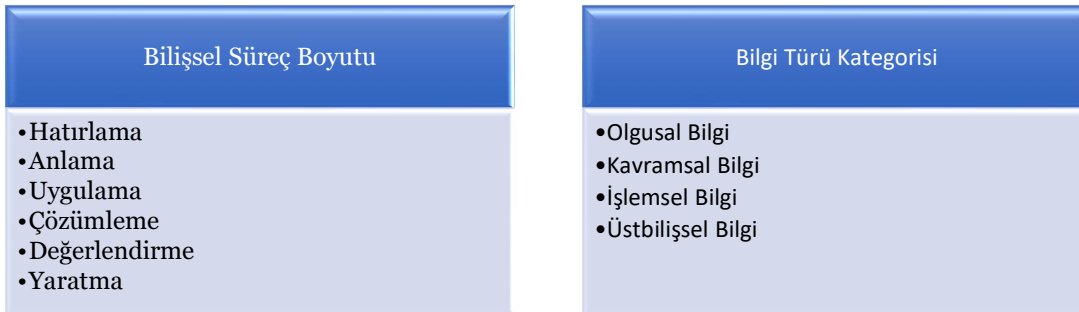 Bilişsel Süreç Boyutu
•Hatırlama
•Anlama
•Uygulama
•Çözümleme
•Değerlendirme
•Yaratma
Bilgi Türü Kategorisi
•Olgusal Bilgi
•Kavramsal Bilgi
•İşlemsel Bilgi
•Üstbilişsel Bilgi